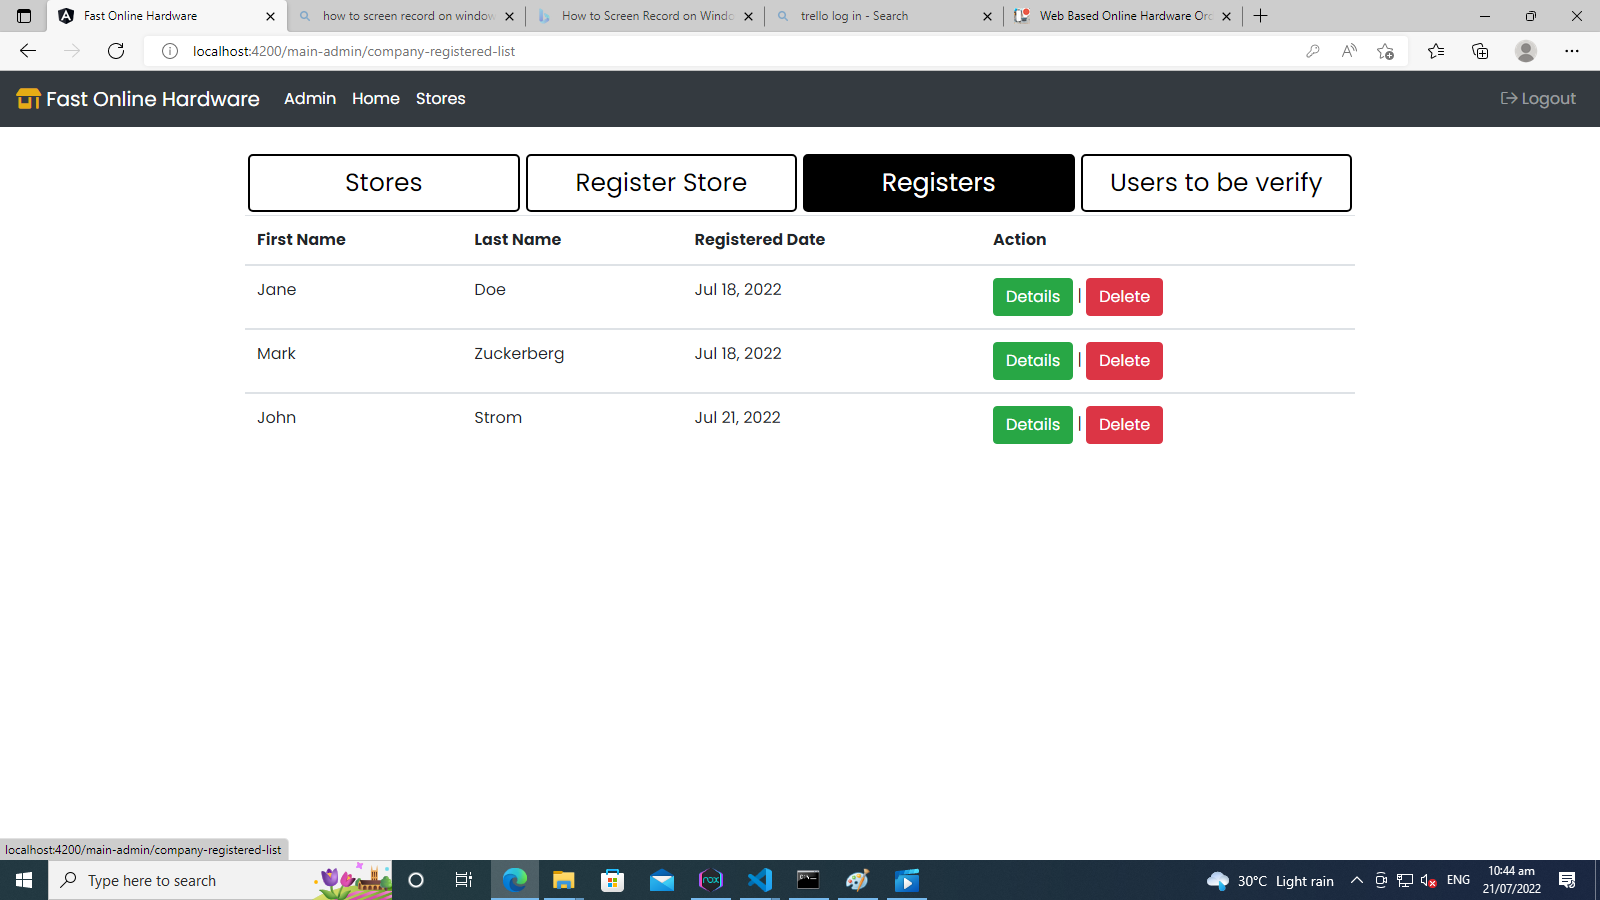 Fast Online Hardware
how to screen record on window
How to Screen Record on Windo
trello log in - Search
Web Based Online Hardware Ord
localhost:4200/main-admin/company-registered-list
Fast Online Hardware Admin Home Stores Logout
Stores Register Store Registers Users to be verify
First Name Last Name Registered Date Action
Jane Doe Jul 18, 2022 Details | Delete
Mark Zuckerberg Jul 18, 2022 Details | Delete
John Strom Jul 21, 2022 Details | Delete
localhost:4200/main-admin/company-registered-list
Type here to search
nox
30°C Light rain
ENG
10:44 am
21/07/2022